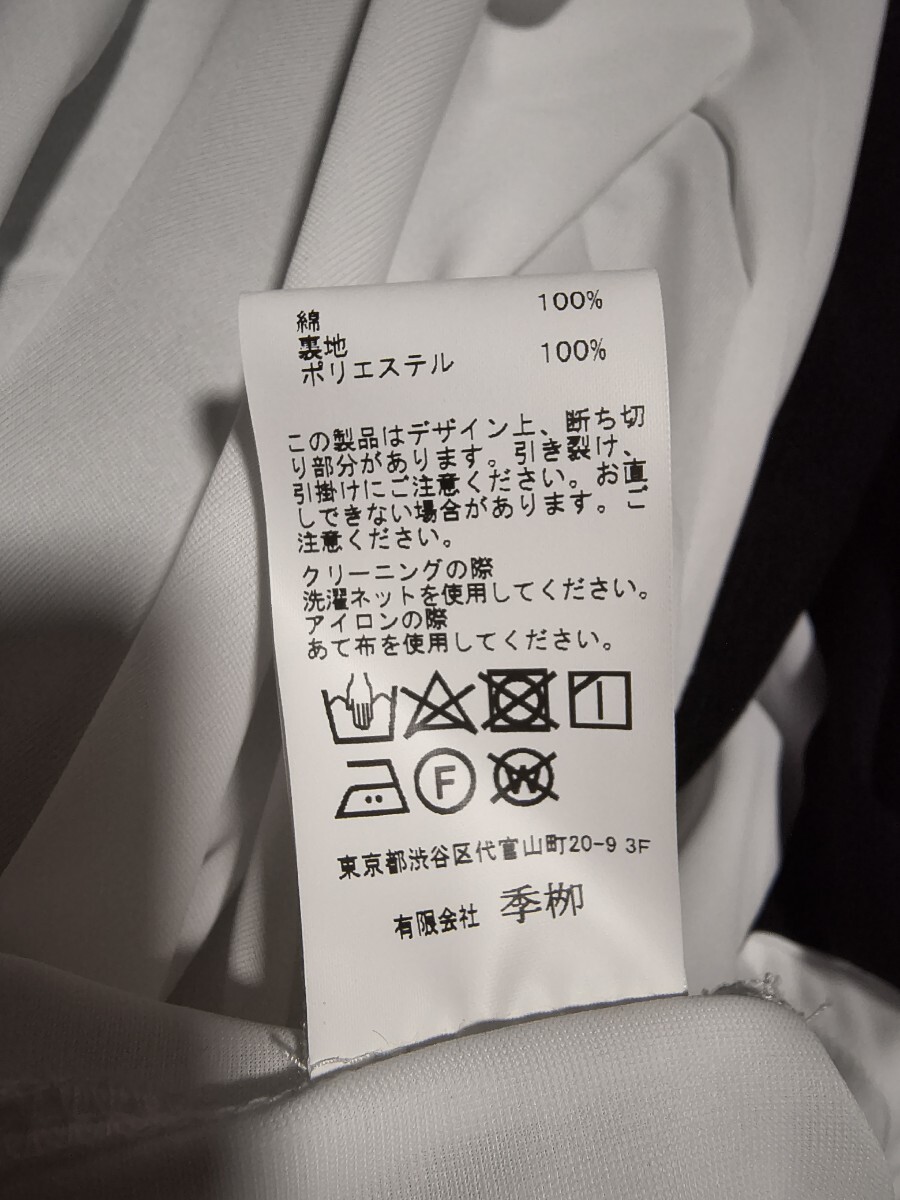 綿 100%
裏地
ポリエステル 100%
この製品はデザイン上、断ち切
り部分があります。引き裂け、
引掛けにご注意ください。お直
しできない場合があります。ご
注意ください。
クリーニングの際
洗濯ネットを使用してください。
アイロンの際
あて布を使用してください。
F
W
東京都渋谷区代官山町20-9 3F
有限会社 季栁